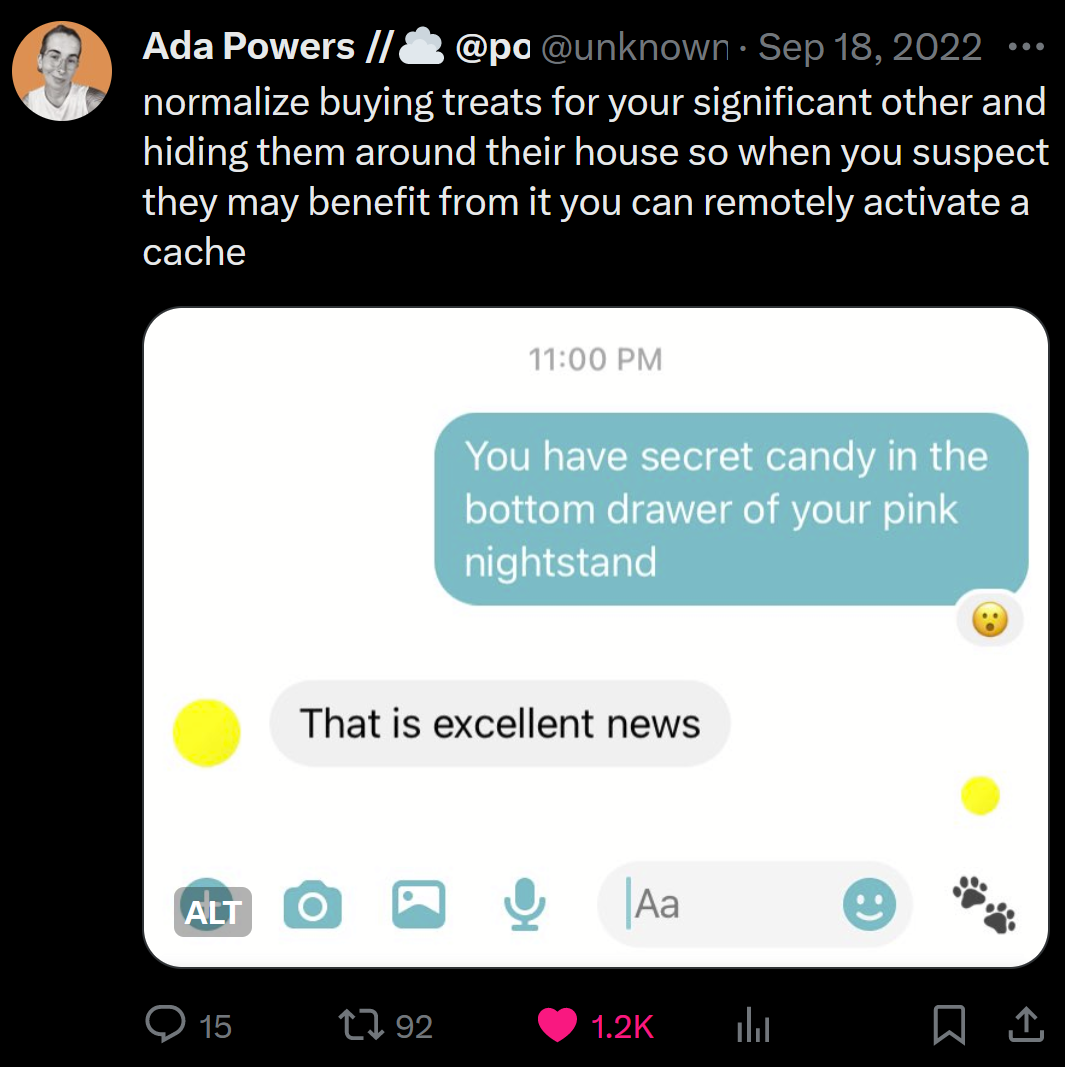 Ada Powers //☁️ @po @unknown · Sep 18, 2022
normalize buying treats for your significant other and
hiding them around their house so when you suspect
they may benefit from it you can remotely activate a
cache
11:00 PM
You have secret candy in the
bottom drawer of your pink
nightstand
That is excellent news
ALT
Aa
15 92 1.2K